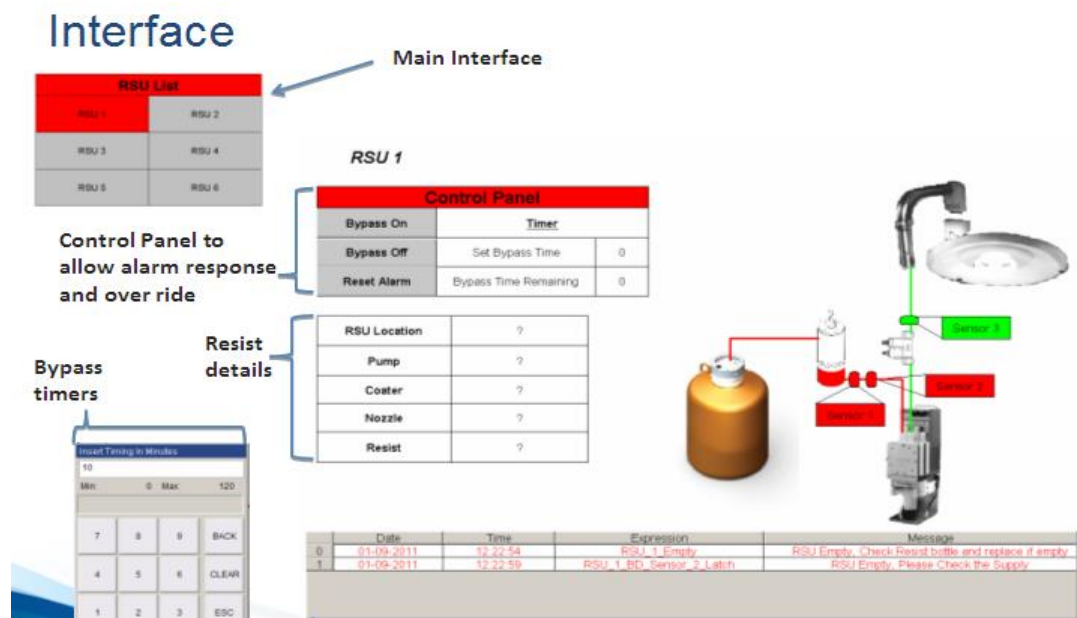 Interface
Main Interface
RSU List
RSU 1 RSU 2
RSU 3 RSU 4
RSU 5 RSU 6
RSU 1
Control Panel
Bypass On Timer
Bypass Off Set Bypass Time 0
Reset Alarm Bypass Time Remaining 0
Control Panel to
allow alarm response
and over ride
RSU Location ?
Pump ?
Coater ?
Nozzle ?
Resist ?
Resist
details
Bypass
timers
Insert Timing In Minutes
10
Min: 0 Max: 120
7 8 9 BACK
4 5 6 CLEAR
1 2 3 ESC
Sensor 3
Sensor 2
Sensor 1
Date Time Expression Message
0 01-09-2011 12:22:54 RSU_1_Empty RSU Empty, Check Resist bottle and replace if empty
1 01-09-2011 12:22:59 RSU_1_BD_Sensor_2_Latch RSU Empty, Please Check the Supply